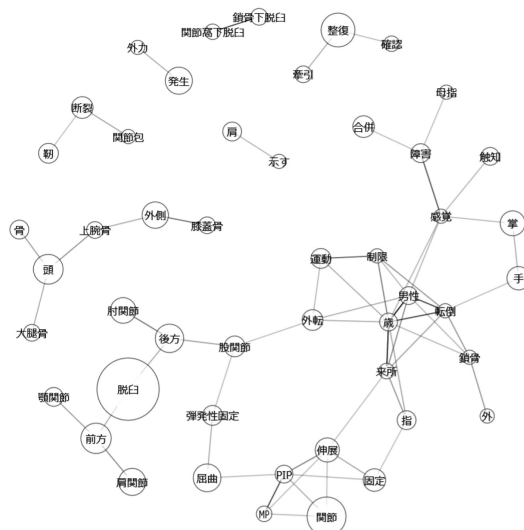 鎖骨下脱臼
関節窩下脱臼
整復
外力
確認
牽引
発生
母指
断裂
合併
肩
関節包
障害
靭
示す
触知
骨
上腕骨
外側
膝蓋骨
感覚
掌
頭
運動
制限
手
男性
肘関節
外転
歳
転倒
大腿骨
後方
股関節
鎖骨
来所
脱臼
顎関節
弾発性固定
指
外
前方
伸展
肩関節
屈曲
PIP
固定
MP
関節